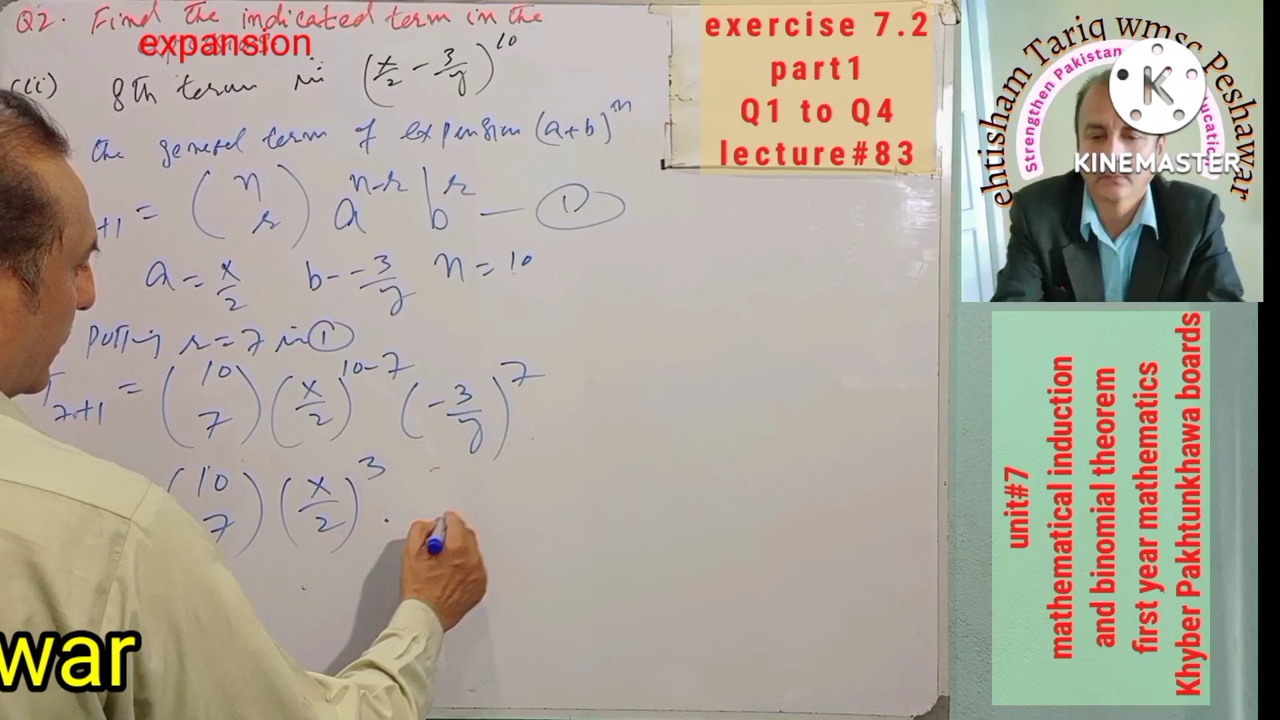 Q2. Find the indicated term in the
expansion
(ii) 8th term in (x/2 - 3/y)^10
the general term of expension (a+b)^n
+1 = (n r) a^n-r b^r — ①
a = x/2 b - -3/y n = 10
Putting r = 7 in ①
T7+1 = (10 7) (x/2)^10-7 (-3/y)^7
(10 7) (x/2)^3 .
war
exercise 7.2
part1
Q1 to Q4
lecture#83
ehtisham Tariq wmsc Peshawar
Strengthen Pakistan
K
KINEMASTER
unit#7
mathematical induction
and binomial theorem
first year mathematics
Khyber Pakhtunkhawa boards